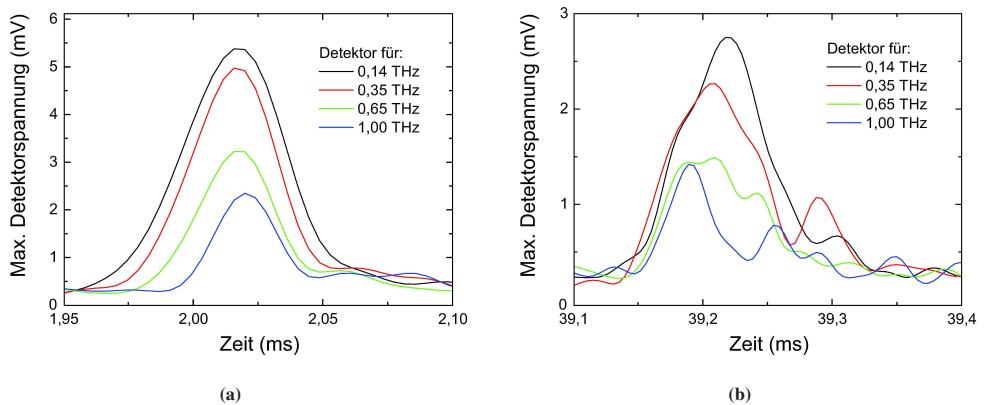 Max. Detektorspannung (mV)
6
5
4
3
2
1
0
1,95
2,00
2,05
2,10
Zeit (ms)
Detektor für:
0,14 THz
0,35 THz
0,65 THz
1,00 THz
(a)
Max. Detektorspannung (mV)
3
2
1
0
39,1
39,2
39,3
39,4
Zeit (ms)
Detektor für:
0,14 THz
0,35 THz
0,65 THz
1,00 THz
(b)